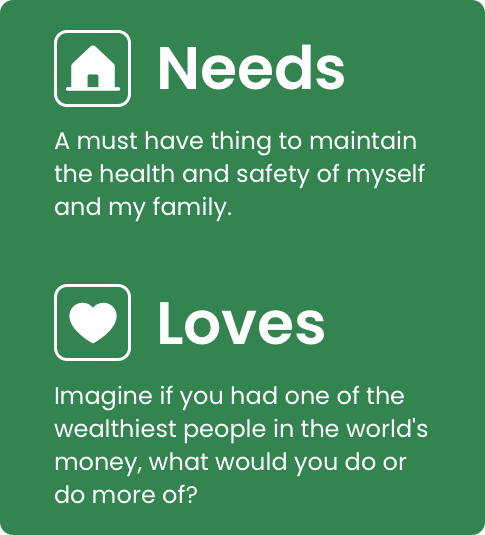 Needs
A must have thing to maintain
the health and safety of myself
and my family.
Loves
Imagine if you had one of the
wealthiest people in the world's
money, what would you do or
do more of?